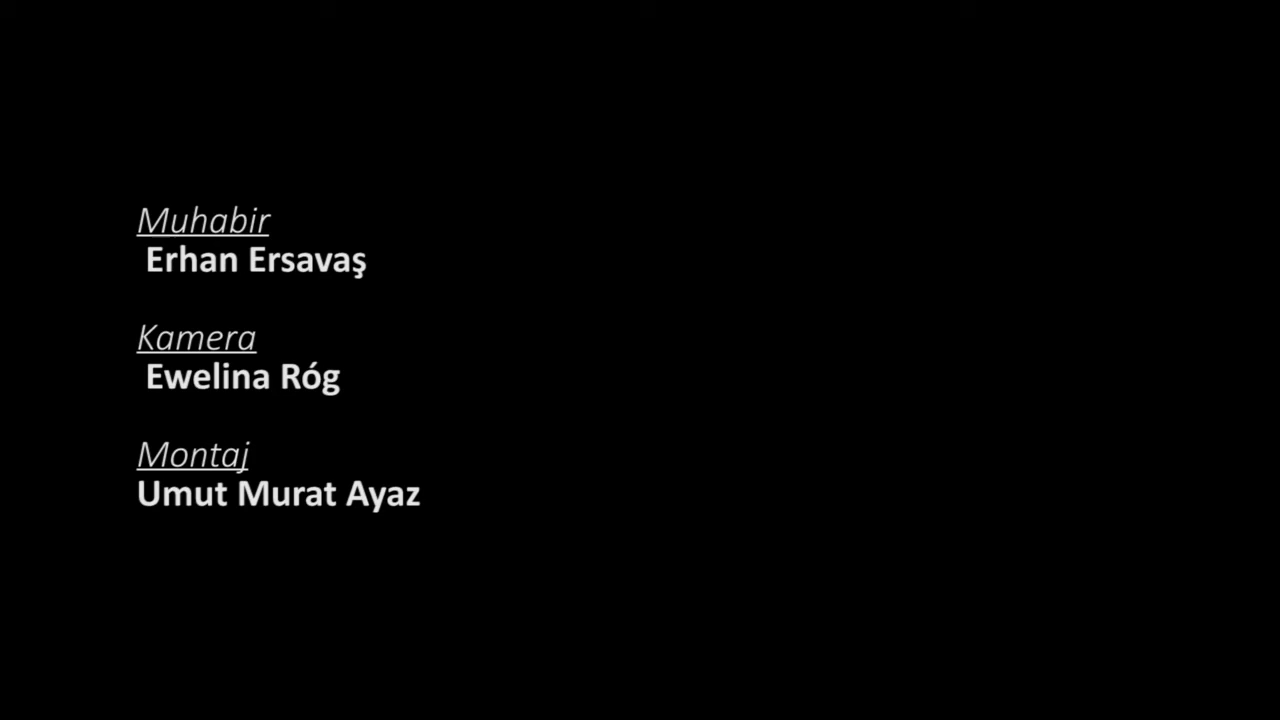 Muhabir
Erhan Ersavaş
Kamera
Ewelina Róg
Montaj
Umut Murat Ayaz